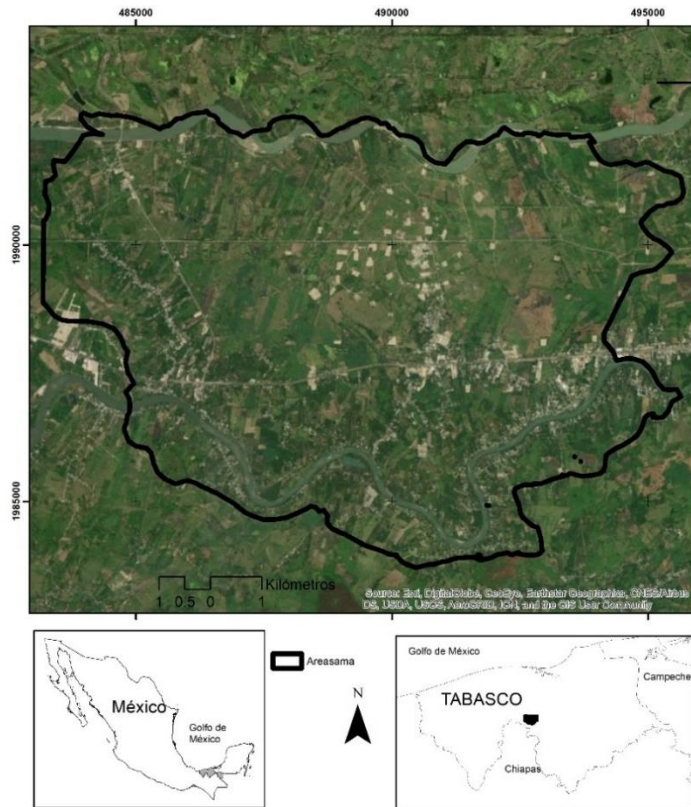 485000
490000
495000
1990000
1985000
Kilómetros
1 0.5 0 1
Source: Esri, DigitalGlobe, GeoEye, Earthstar Geographics, CNES/Airbus
DS, USDA, USGS, AeroGRID, IGN, and the GIS User Community
México
Golfo de
México
Areasama
N
Golfo de México
TABASCO
Campeche
Chiapas